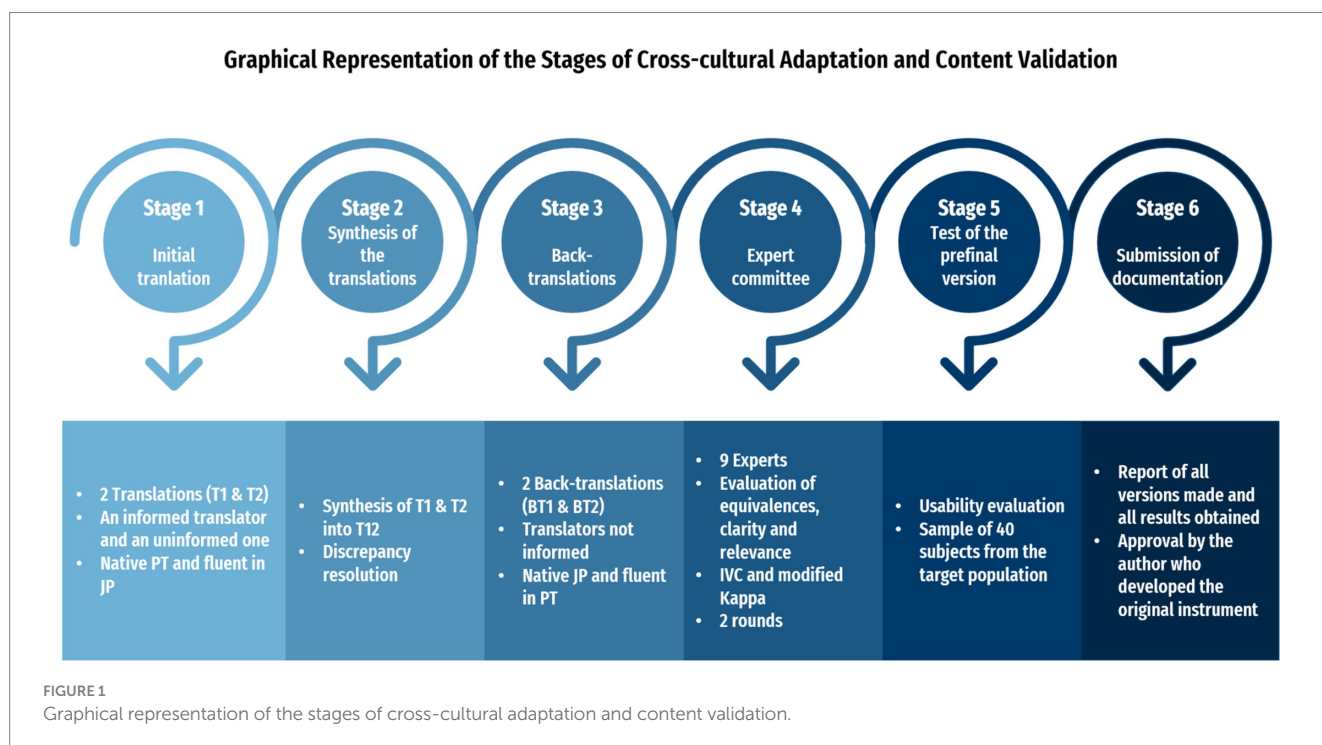 Graphical Representation of the Stages of Cross-cultural Adaptation and Content Validation
Stage 1
Initial
tranlation
Stage 2
Synthesis of
the
translations
Stage 3
Back-
translations
Stage 4
Expert
committee
Stage 5
Test of the
prefinal
version
Stage 6
Submission of
documentation
• 2 Translations (T1 & T2)
• An informed translator
and an uninformed one
• Native PT and fluent in
JP
• Synthesis of T1 & T2
into T12
• Discrepancy
resolution
• 2 Back-translations
(BT1 & BT2)
• Translators not
informed
• Native JP and fluent
in PT
• 9 Experts
• Evaluation of
equivalences,
clarity and
relevance
• IVC and modified
Kappa
• 2 rounds
• Usability evaluation
• Sample of 40
subjects from the
target population
• Report of all
versions made and
all results obtained
• Approval by the
author who
developed the
original instrument
FIGURE 1
Graphical representation of the stages of cross-cultural adaptation and content validation.